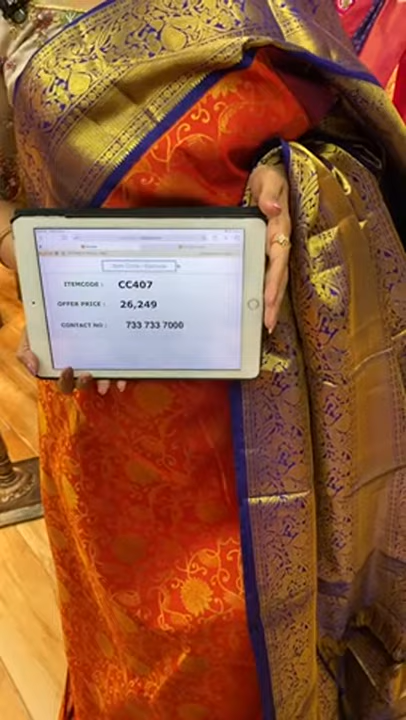 ITEMCODE : CC407
OFFER PRICE : 26,249
CONTACT NO : 733 733 7000